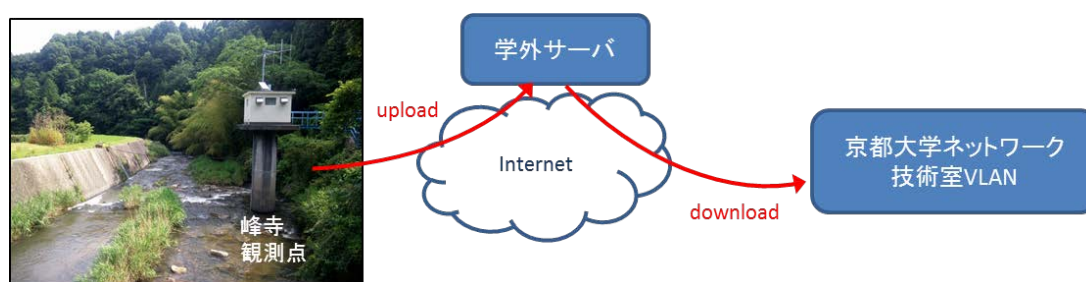 学外サーバ
upload
Internet
京都大学ネットワーク
技術室VLAN
download
峰寺
観測点